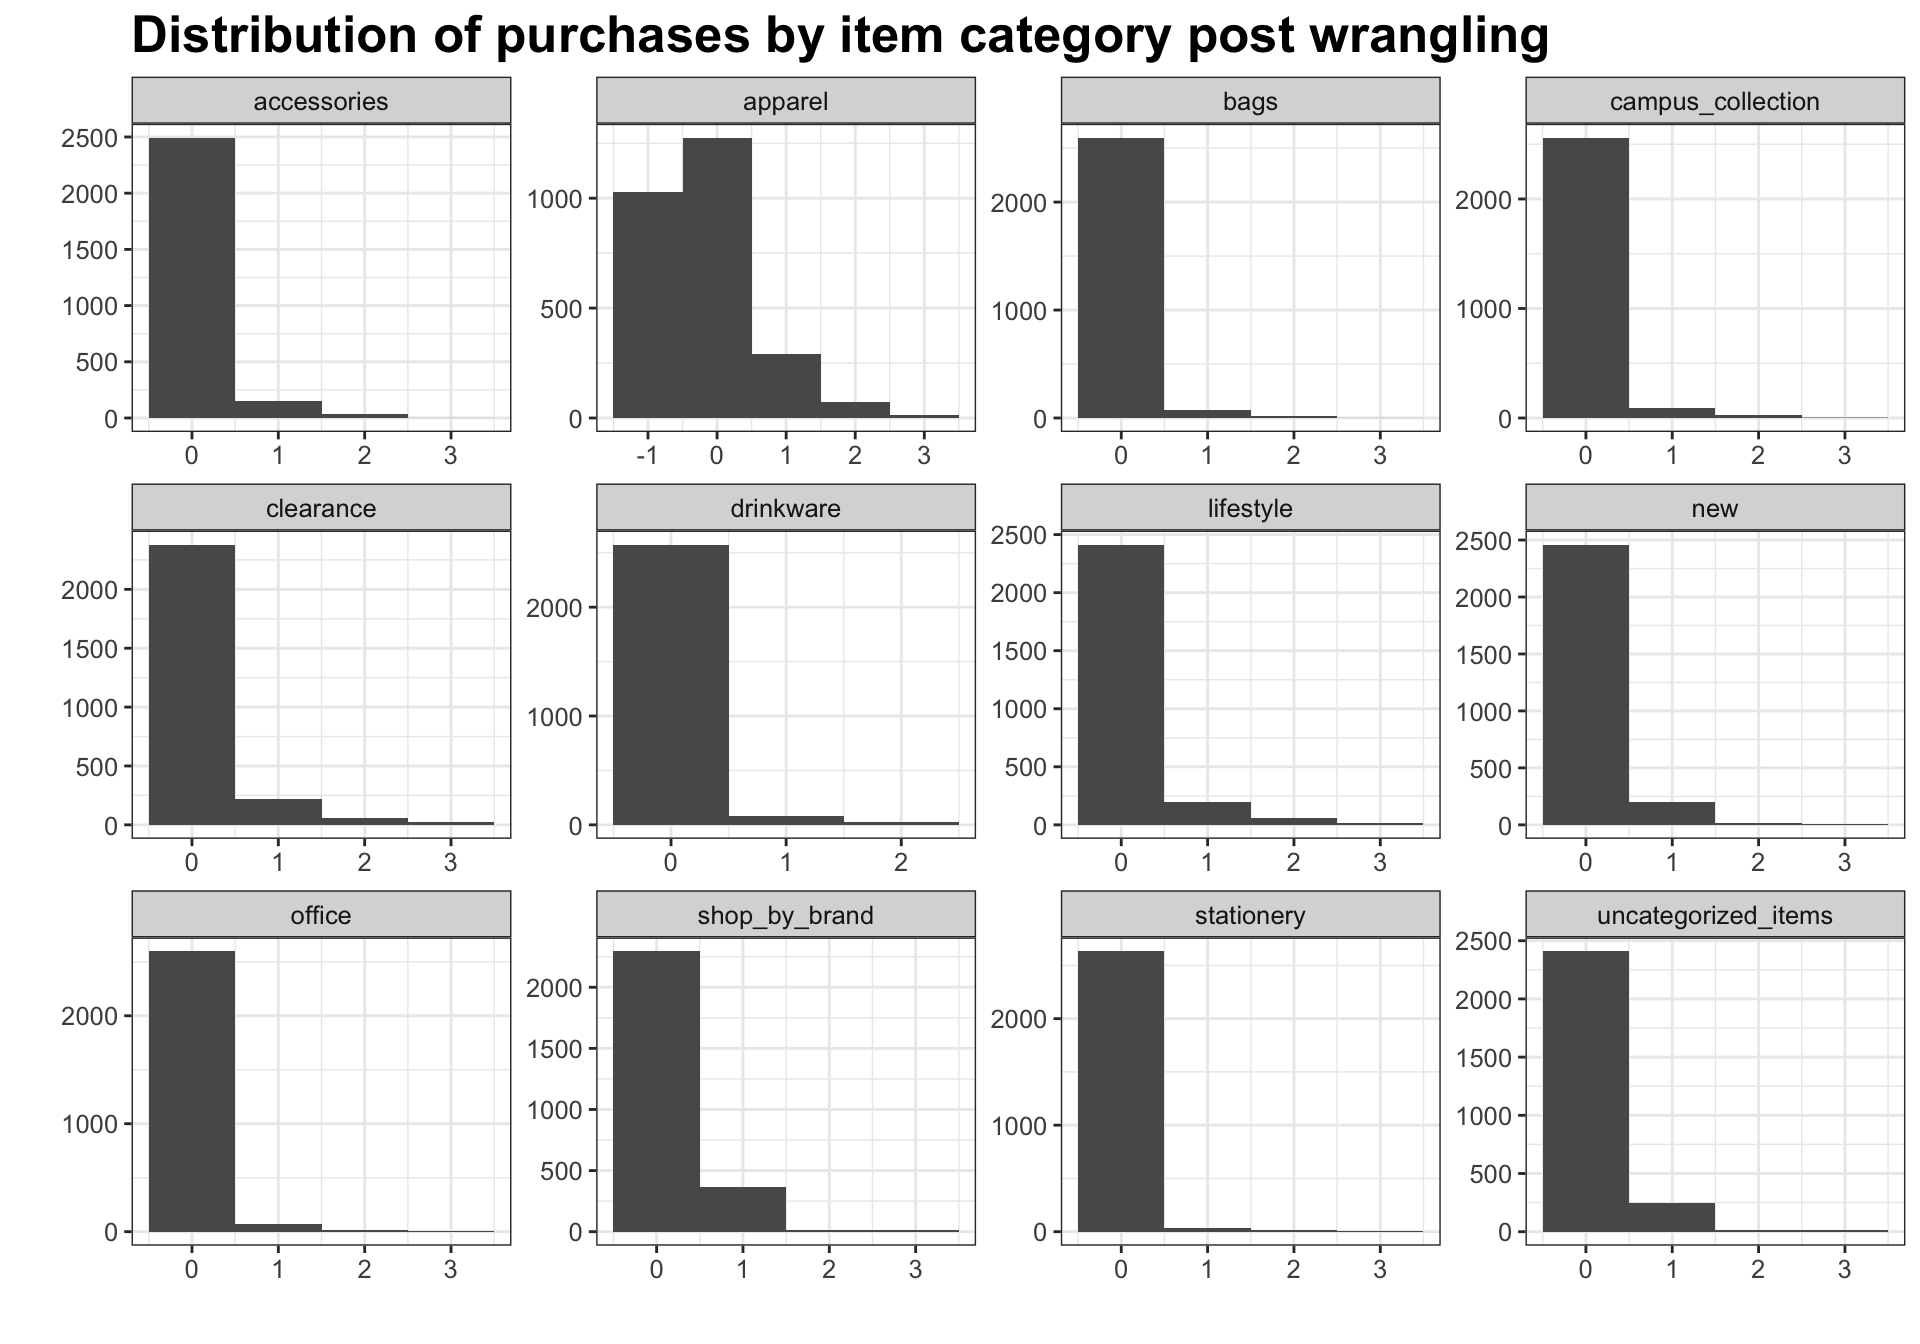 Distribution of purchases by item category post wrangling
accessories
apparel
bags
campus_collection
2500
2000
1500
1000
500
0
1000
500
0
2000
1000
0
2000
1000
0
0 1 2 3
-1 0 1 2 3
0 1 2 3
0 1 2 3
clearance
drinkware
lifestyle
new
2000
1500
1000
500
0
2000
1000
0
2500
2000
1500
1000
500
0
2500
2000
1500
1000
500
0
0 1 2 3
0 1 2
0 1 2 3
0 1 2 3
office
shop_by_brand
stationery
uncategorized_items
2000
1000
0
2000
1500
1000
500
0
2000
1000
0
2500
2000
1500
1000
500
0
0 1 2 3
0 1 2 3
0 1 2 3
0 1 2 3